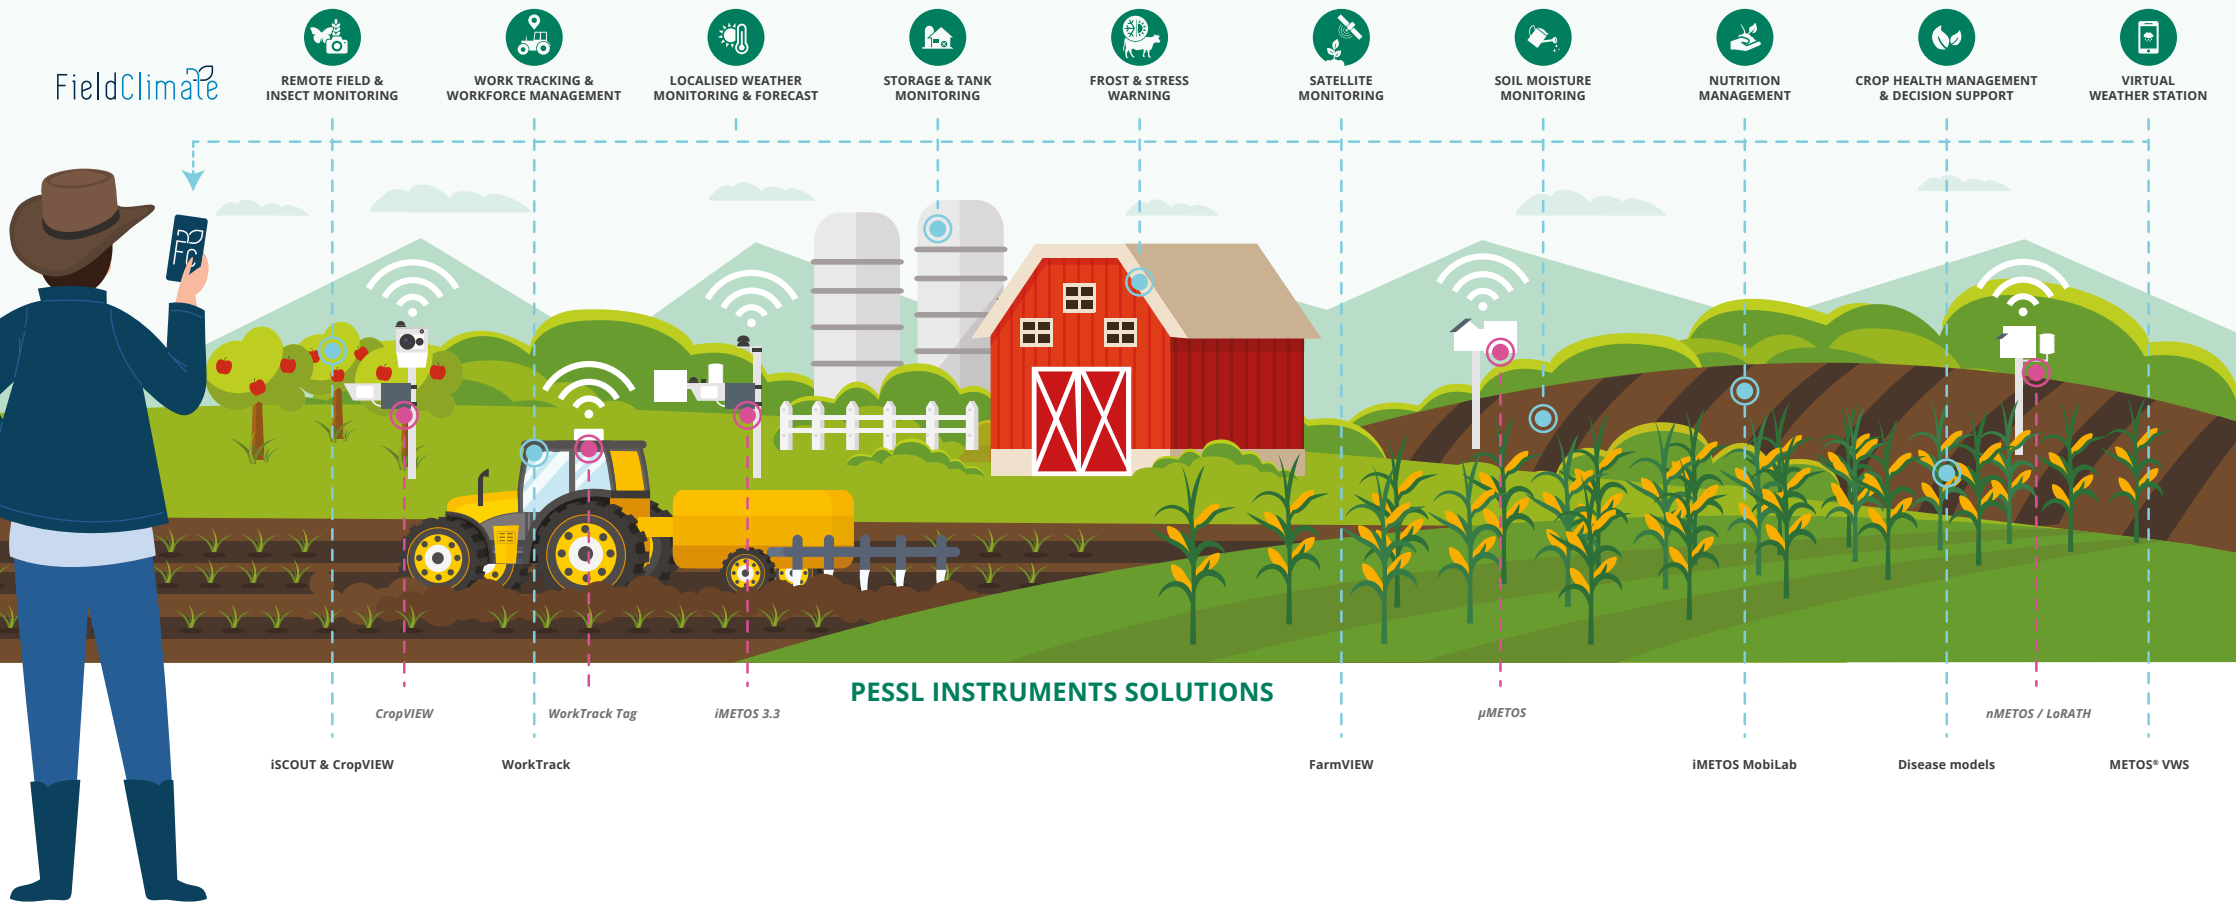 FieldClimate
REMOTE FIELD &
INSECT MONITORING
WORK TRACKING &
WORKFORCE MANAGEMENT
LOCALISED WEATHER
MONITORING & FORECAST
STORAGE & TANK
MONITORING
FROST & STRESS
WARNING
SATELLITE
MONITORING
SOIL MOISTURE
MONITORING
NUTRITION
MANAGEMENT
CROP HEALTH MANAGEMENT
& DECISION SUPPORT
VIRTUAL
WEATHER STATION
Fc
PESSL INSTRUMENTS SOLUTIONS
CropVIEW
WorkTrack Tag
iMETOS 3.3
µMETOS
nMETOS / LoRATH
iSCOUT & CropVIEW
WorkTrack
FarmVIEW
iMETOS MobiLab
Disease models
METOS® VWS